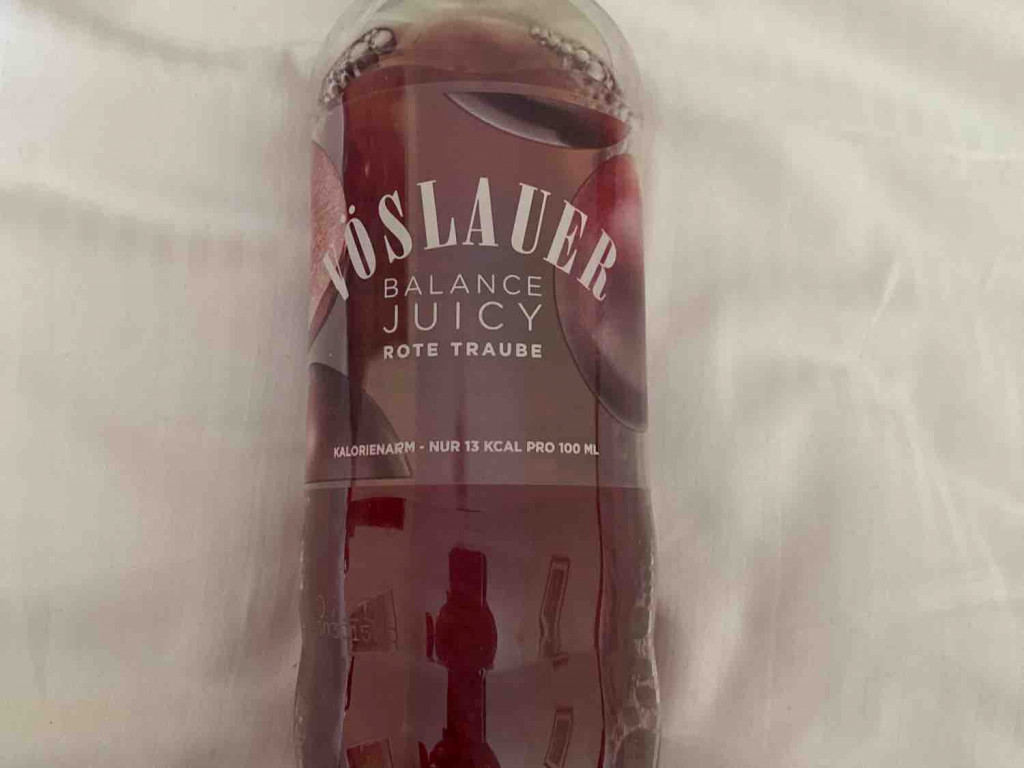 VÖSLAUER
BALANCE
JUICY
ROTE TRAUBE
KALORIENARM - NUR 13 KCAL PRO 100 ML